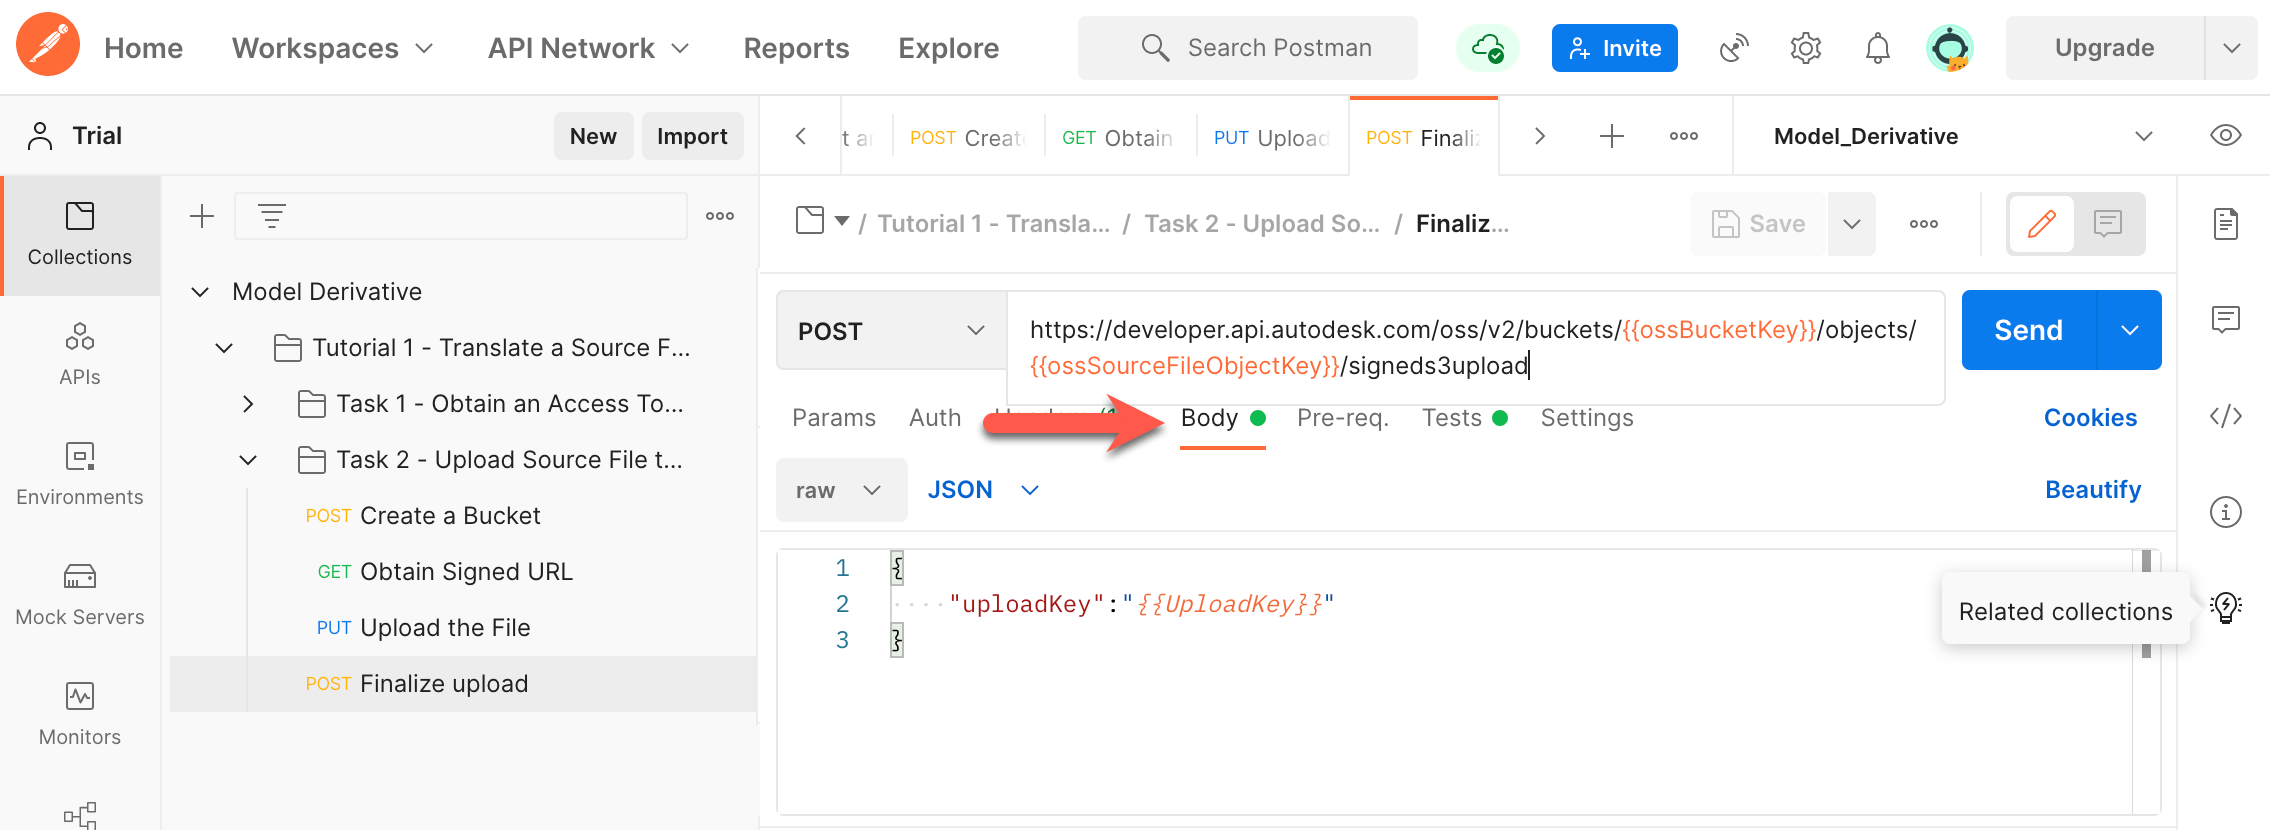 Home Workspaces API Network Reports Explore Search Postman Invite Upgrade
Trial New Import
POST Creat GET Obtain PUT Upload POST Finaliz
Model_Derivative
Collections
APIs
Environments
Mock Servers
Monitors
Model Derivative
Tutorial 1 - Translate a Source F...
Task 1 - Obtain an Access To...
Task 2 - Upload Source File t...
POST Create a Bucket
GET Obtain Signed URL
PUT Upload the File
POST Finalize upload
/ Tutorial 1 - Transla... / Task 2 - Upload So... / Finaliz...
Save
POST
https://developer.api.autodesk.com/oss/v2/buckets/{{ossBucketKey}}/objects/
{{ossSourceFileObjectKey}}/signeds3upload
Send
Params Auth Body Pre-req. Tests Settings Cookies
raw JSON Beautify
1 {
2 ····"uploadKey":"{{UploadKey}}"
3 }
Related collections